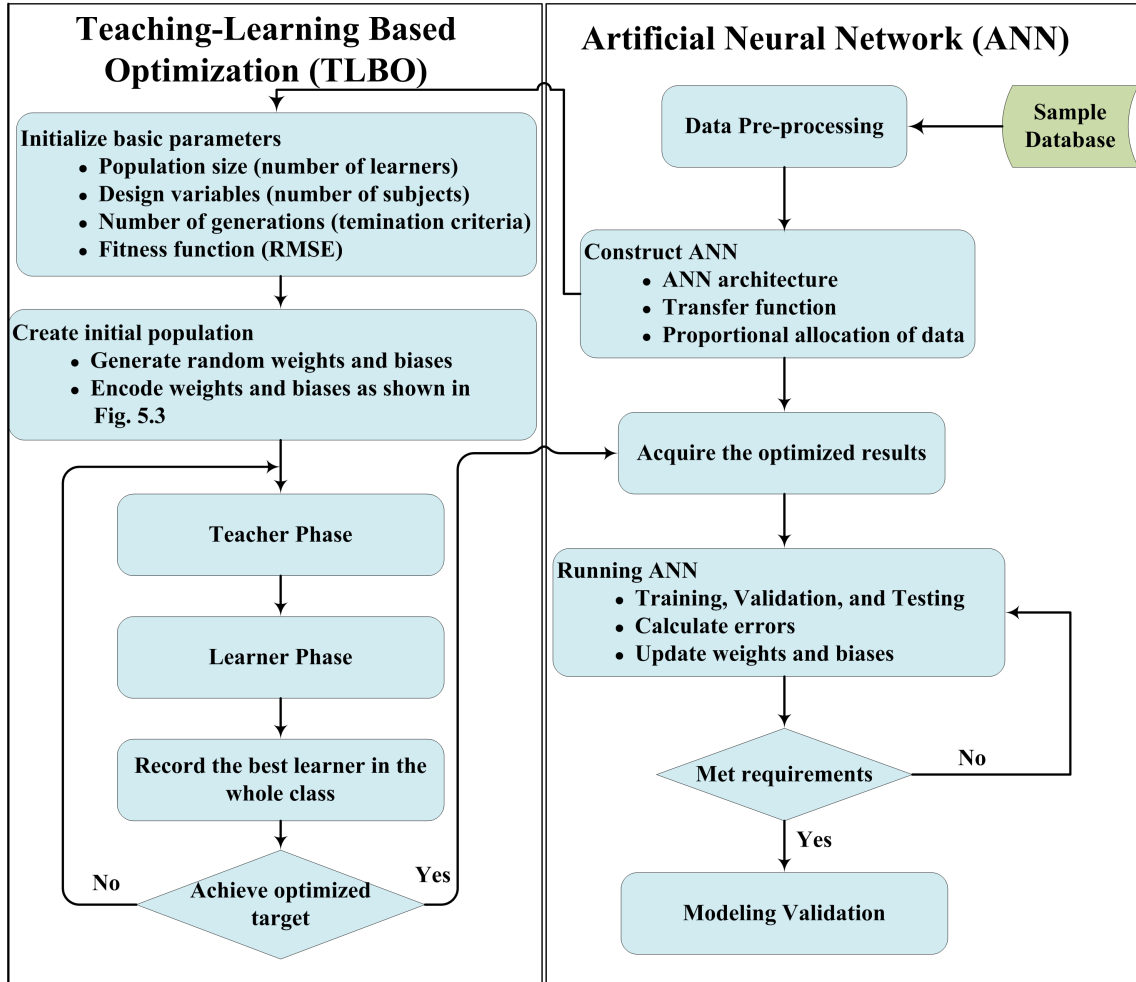 Teaching-Learning Based
Optimization (TLBO)
Initialize basic parameters
• Population size (number of learners)
• Design variables (number of subjects)
• Number of generations (temination criteria)
• Fitness function (RMSE)
Create initial population
• Generate random weights and biases
• Encode weights and biases as shown in
Fig. 5.3
Teacher Phase
Learner Phase
Record the best learner in the
whole class
No
Achieve optimized
target
Yes
Artificial Neural Network (ANN)
Data Pre-processing
Sample
Database
Construct ANN
• ANN architecture
• Transfer function
• Proportional allocation of data
Acquire the optimized results
Running ANN
• Training, Validation, and Testing
• Calculate errors
• Update weights and biases
Met requirements
No
Yes
Modeling Validation